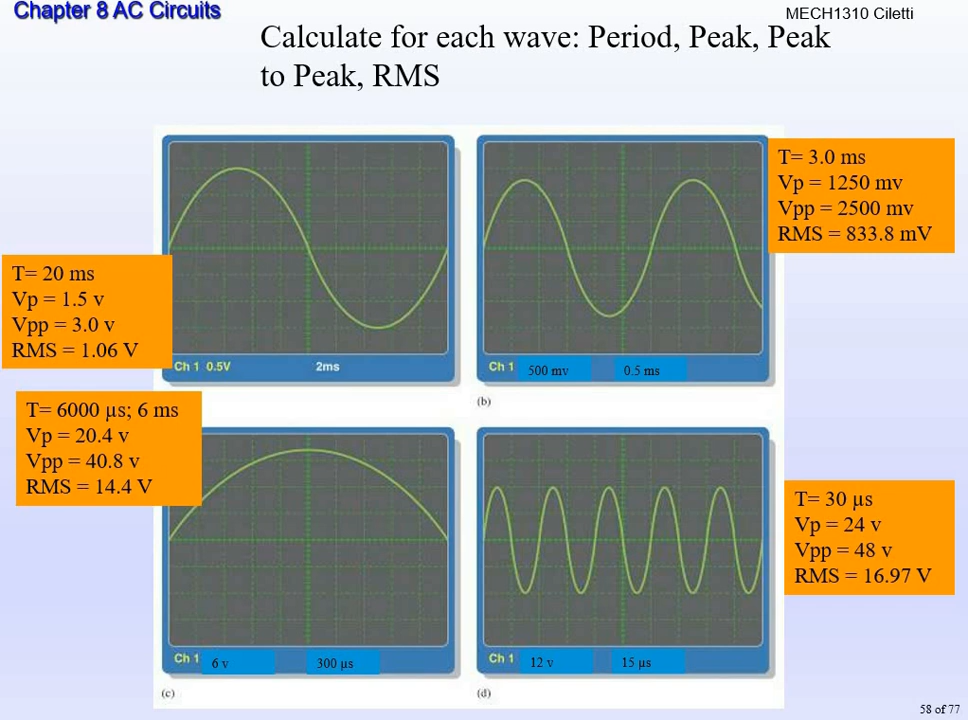 Chapter 8 AC Circuits
MECH1310 Ciletti
Calculate for each wave: Period, Peak, Peak
to Peak, RMS
T= 20 ms
Vp = 1.5 v
Vpp = 3.0 v
RMS = 1.06 V
Ch 1 0.5V 2ms
T= 3.0 ms
Vp = 1250 mv
Vpp = 2500 mv
RMS = 833.8 mV
Ch 1 500 mv 0.5 ms
(b)
T= 6000 µs; 6 ms
Vp = 20.4 v
Vpp = 40.8 v
RMS = 14.4 V
Ch 1 6 v 300 µs
(c)
T= 30 µs
Vp = 24 v
Vpp = 48 v
RMS = 16.97 V
Ch 1 12 v 15 µs
(d)
58 of 77